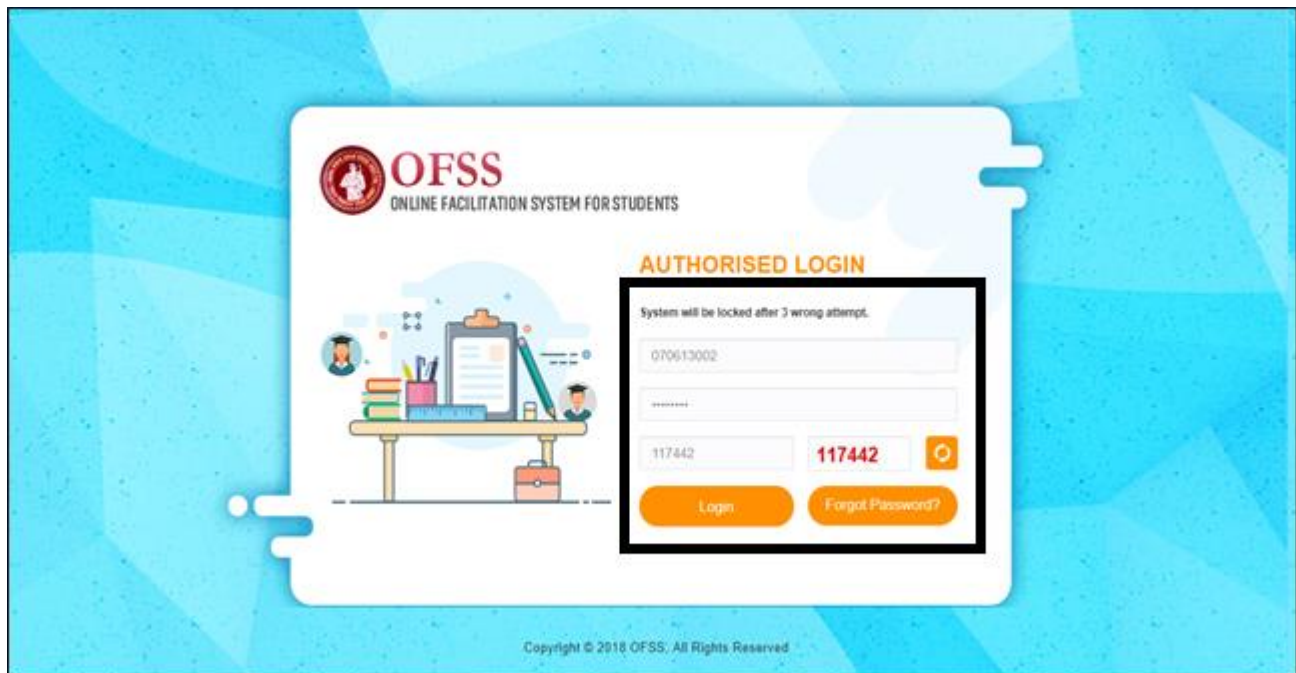 OFSS
ONLINE FACILITATION SYSTEM FOR STUDENTS
AUTHORISED LOGIN
System will be locked after 3 wrong attempt.
070613002
.........
117442 117442
Login Forgot Password?
Copyright © 2018 OFSS. All Rights Reserved